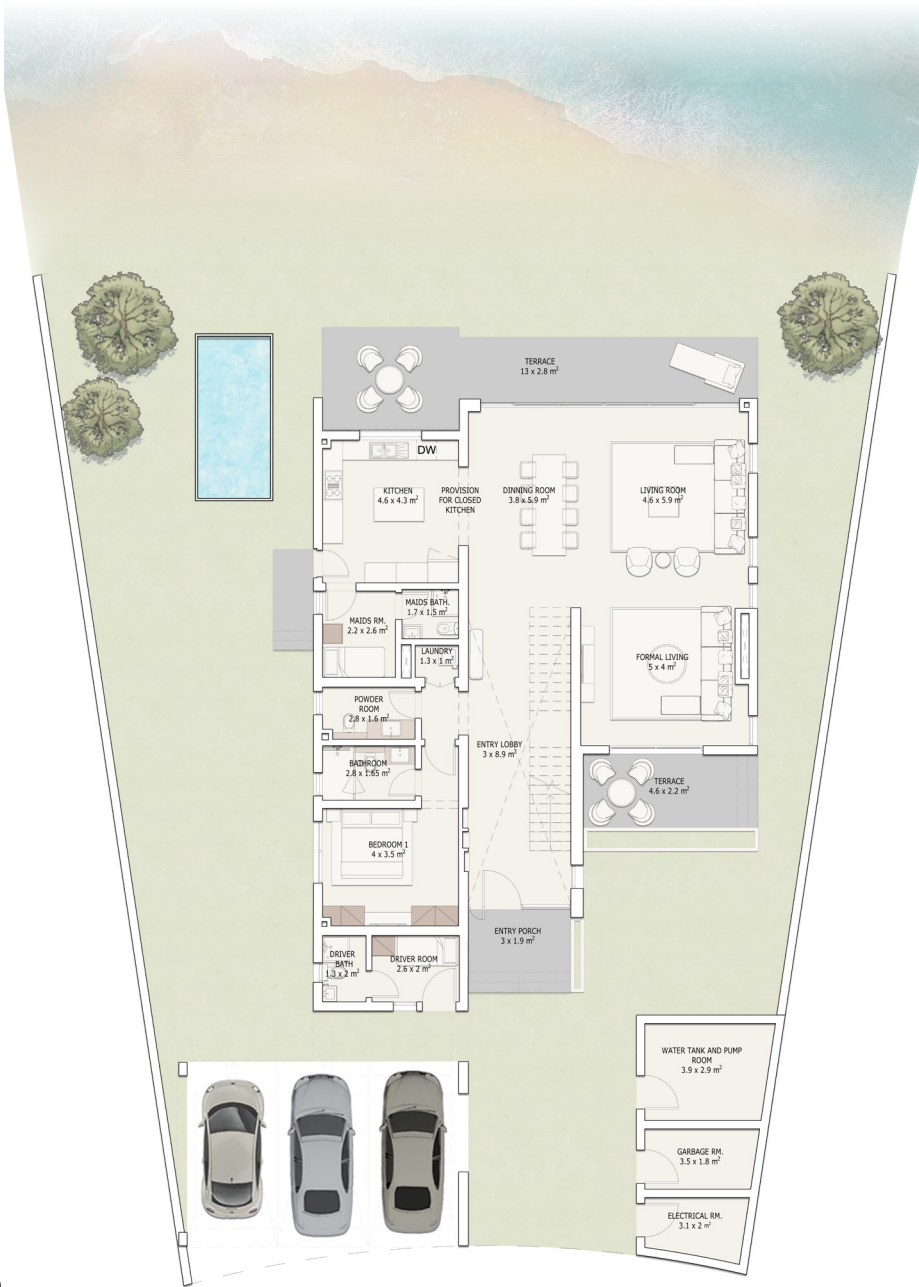 TERRACE
13 x 2.8 m²
DW
KITCHEN
4.6 x 4.3 m²
PROVISION
FOR CLOSED
KITCHEN
DINNING ROOM
3.8 x 5.9 m²
LIVING ROOM
4.6 x 5.9 m²
MAIDS BATH.
1.7 x 1.5 m²
MAIDS RM.
2.2 x 2.6 m²
LAUNDRY
1.3 x 1 m²
FORMAL LIVING
5 x 4 m²
POWDER
ROOM
2.8 x 1.6 m²
ENTRY LOBBY
3 x 8.9 m²
BATHROOM
2.8 x 1.65 m²
TERRACE
4.6 x 2.2 m²
BEDROOM 1
4 x 3.5 m²
ENTRY PORCH
3 x 1.9 m²
DRIVER
BATH
1.3 x 2 m²
DRIVER ROOM
2.6 x 2 m²
WATER TANK AND PUMP
ROOM
3.9 x 2.9 m²
GARBAGE RM.
3.5 x 1.8 m²
ELECTRICAL RM.
3.1 x 2 m²